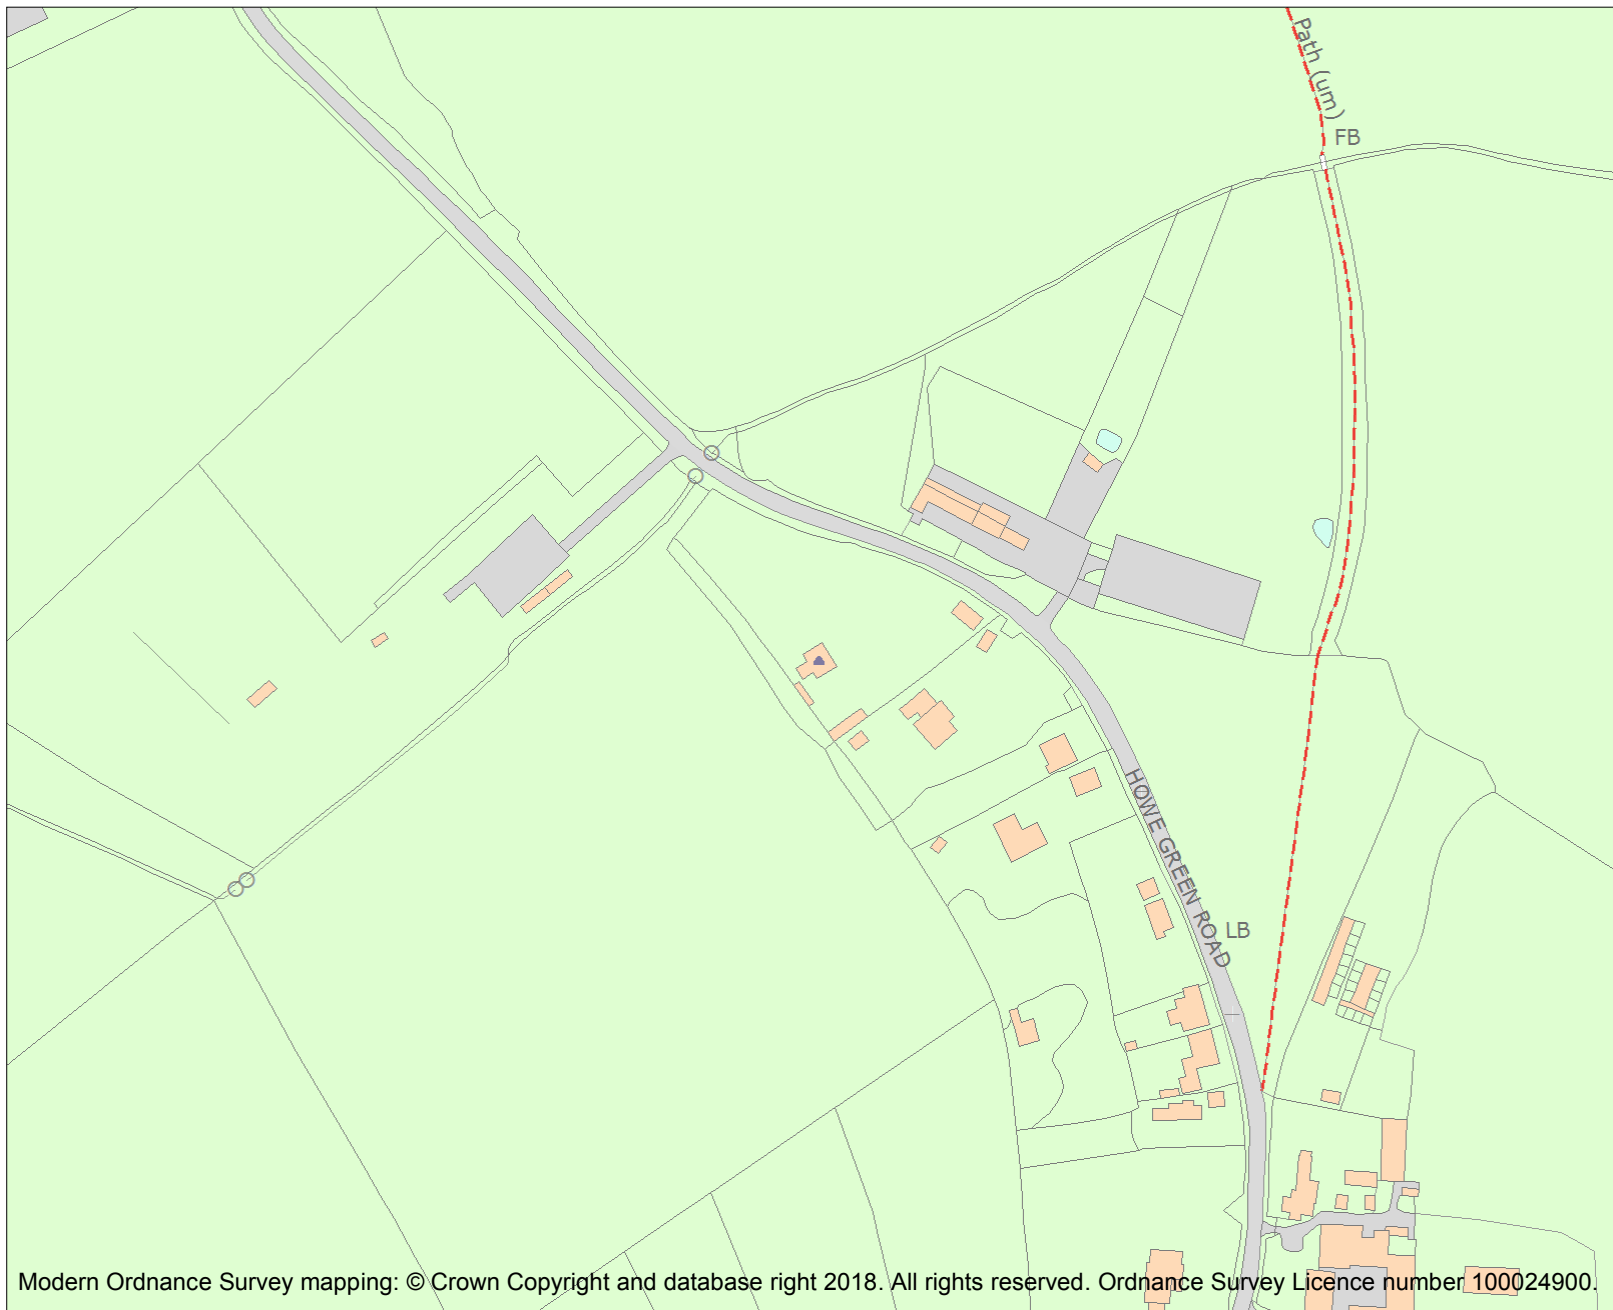 Path (um)
FB
HOWE GREEN ROAD
LB
Modern Ordnance Survey mapping: © Crown Copyright and database right 2018. All rights reserved. Ordnance Survey Licence number 100024900.